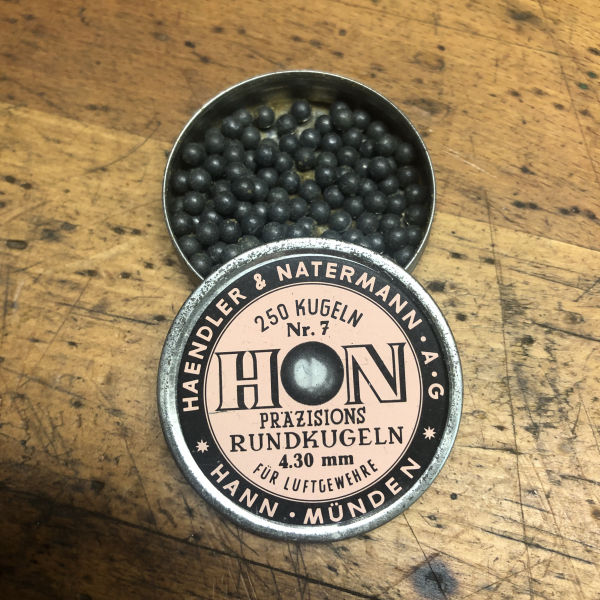 HAENDLER & NATERMANN · A · G
250 KUGELN
Nr. 7
HN
PRÄZISIONS
RUNDKUGELN
4.30 mm
FÜR LUFTGEWEHRE
* HANN · MÜNDEN *